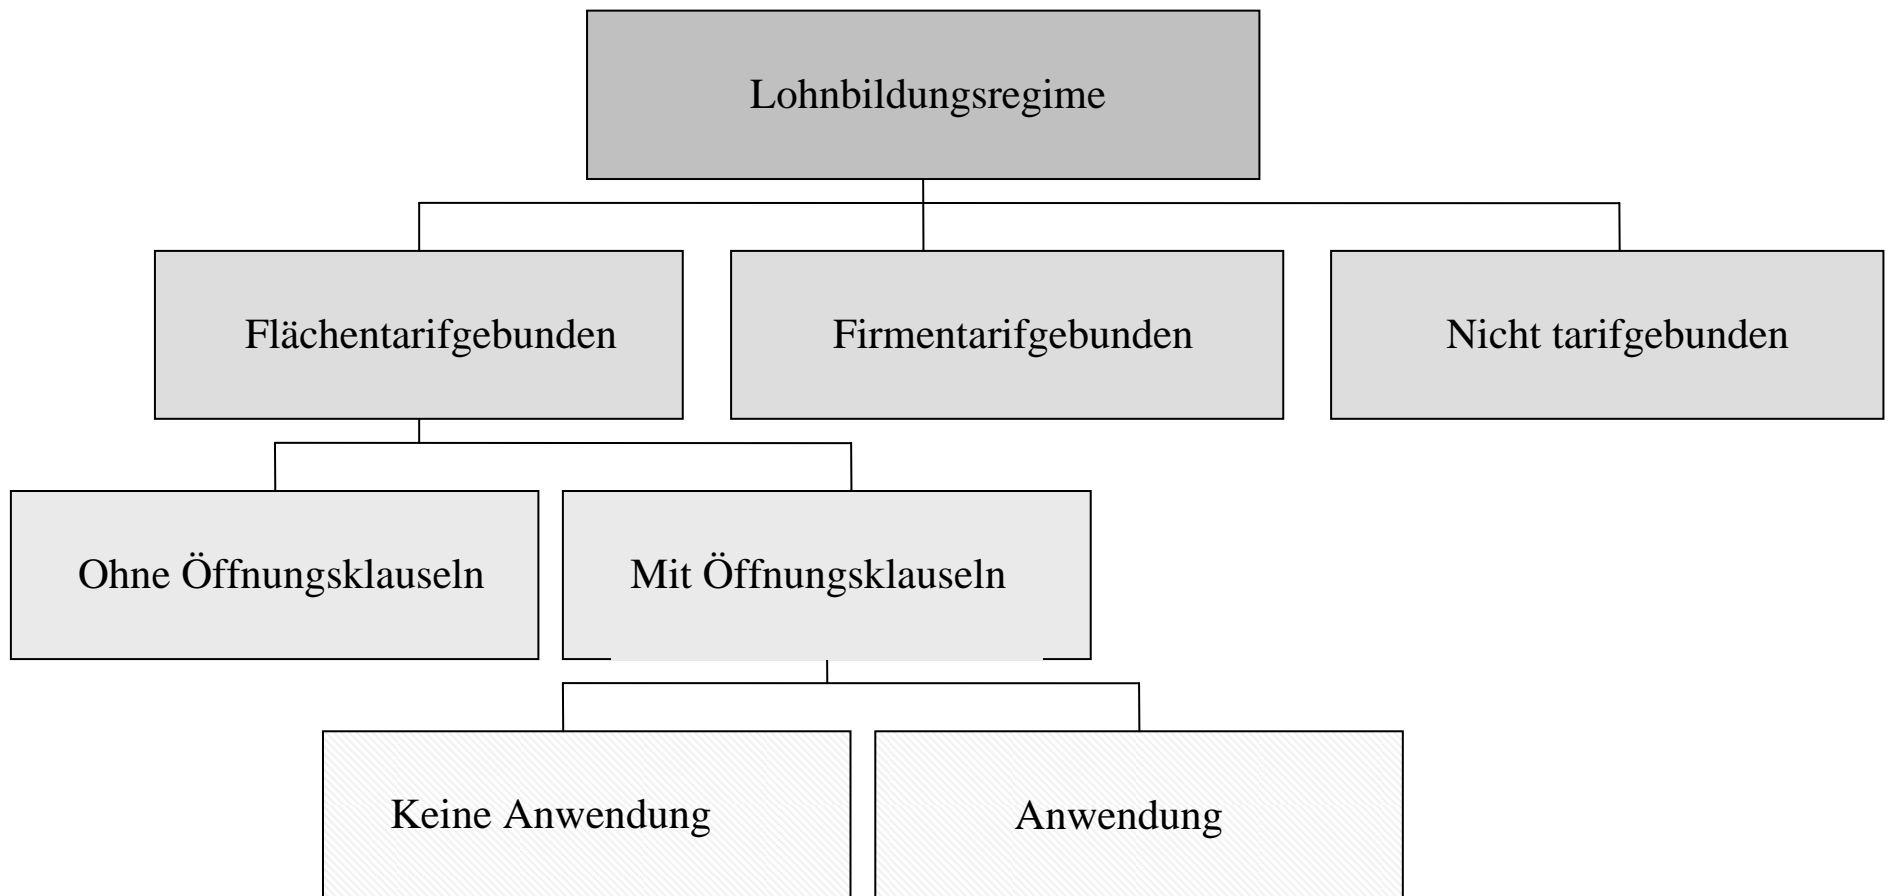 Lohnbildungsregime
Flächentarifgebunden
Firmentarifgebunden
Nicht tarifgebunden
Ohne Öffnungsklauseln
Mit Öffnungsklauseln
Keine Anwendung
Anwendung